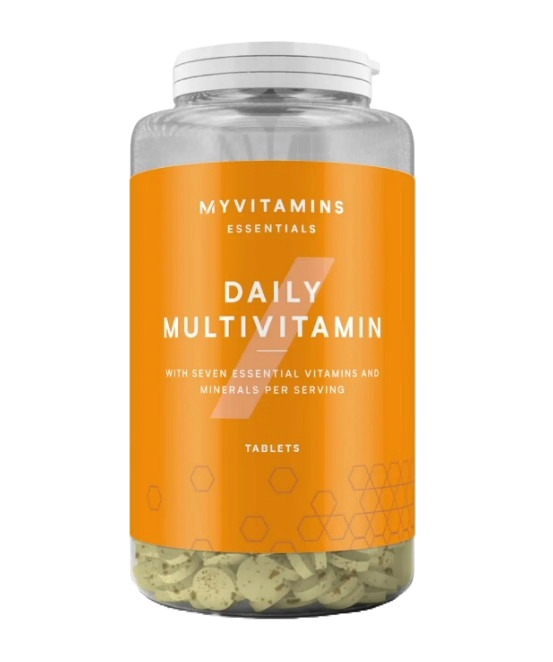 MYVITAMINS
ESSENTIALS
DAILY
MULTIVITAMIN
WITH SEVEN ESSENTIAL VITAMINS AND
MINERALS PER SERVING
TABLETS